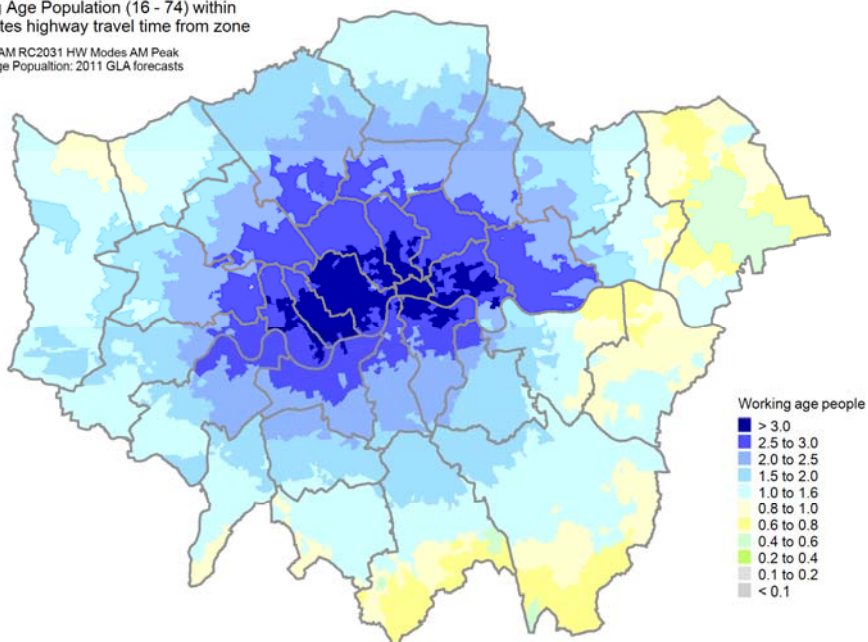 Age Population (16 - 74) within
tes highway travel time from zone
AM RC2031 HW Modes AM Peak
ge Popualtion: 2011 GLA forecasts
Working age people
> 3.0
2.5 to 3.0
2.0 to 2.5
1.5 to 2.0
1.0 to 1.6
0.8 to 1.0
0.6 to 0.8
0.4 to 0.6
0.2 to 0.4
0.1 to 0.2
< 0.1